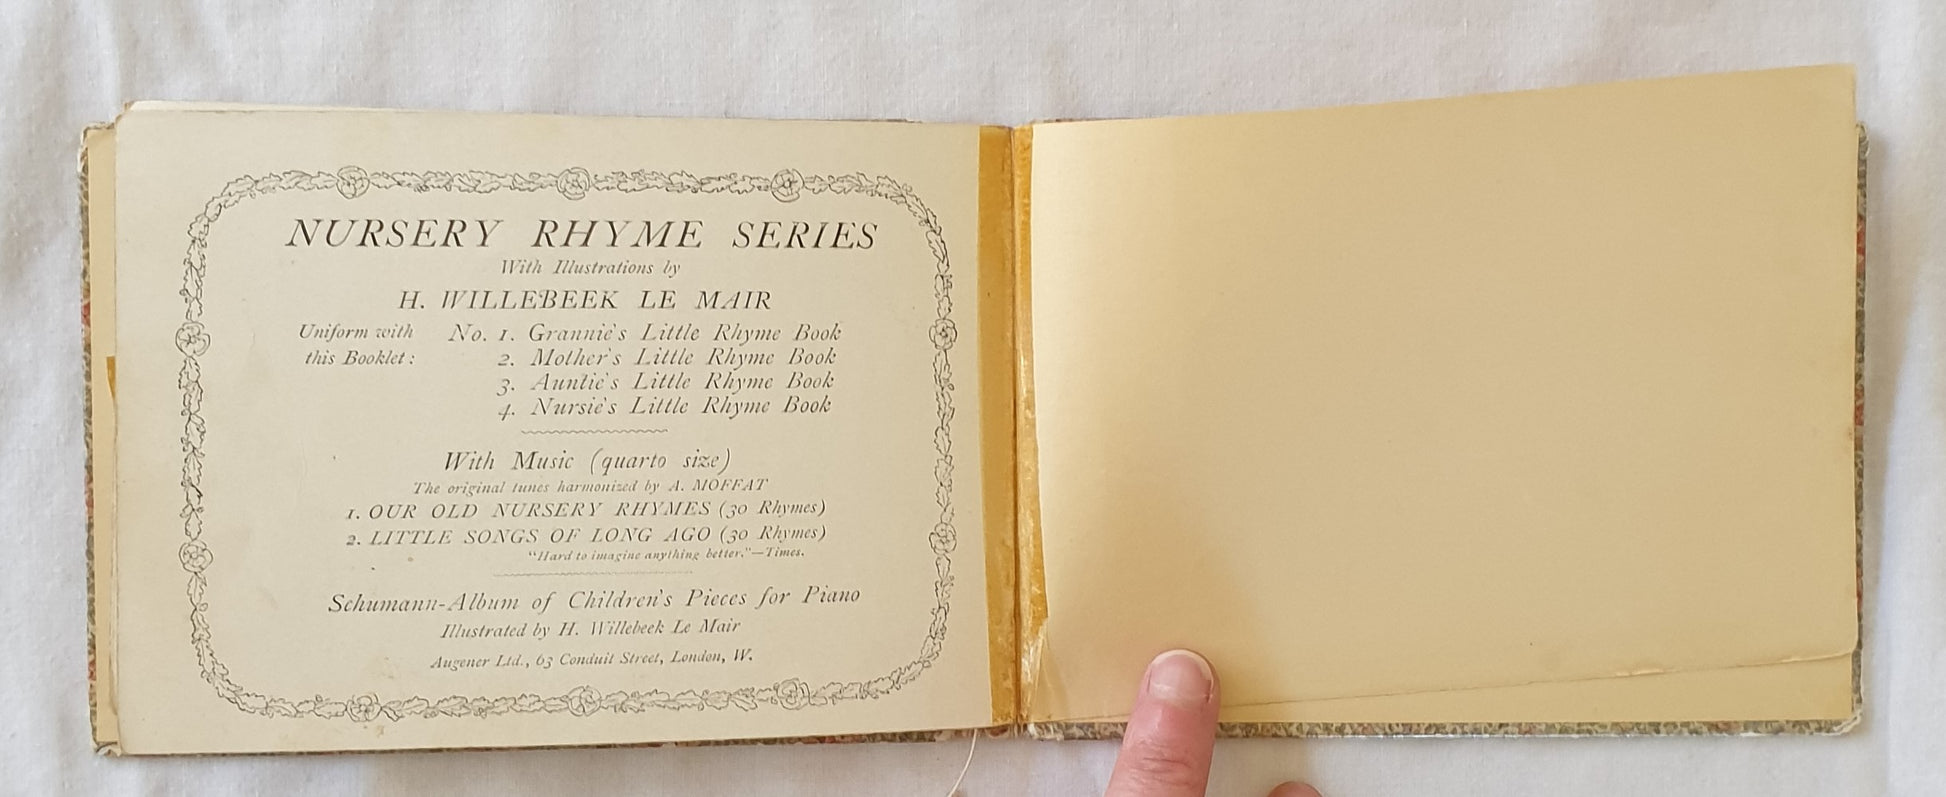 NURSERY RHYME SERIES
With Illustrations by
H. WILLEBEEK LE MAIR
Uniform with No. 1. Grannie's Little Rhyme Book
this Booklet: 2. Mother's Little Rhyme Book
3. Auntie's Little Rhyme Book
4. Nursie's Little Rhyme Book
With Music (quarto size)
The original tunes harmonized by A. MOFFAT
1. OUR OLD NURSERY RHYMES (30 Rhymes)
2. LITTLE SONGS OF LONG AGO (30 Rhymes)
"Hard to imagine anything better."—Times.
Schumann-Album of Children's Pieces for Piano
Illustrated by H. Willebeek Le Mair
Augener Ltd., 63 Conduit Street, London, W.